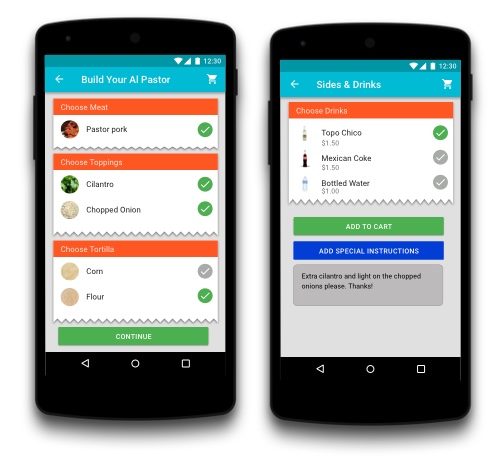 12:30
Build Your Al Pastor
Choose Meat
Pastor pork
Choose Toppings
Cilantro
Chopped Onion
Choose Tortilla
Corn
Flour
CONTINUE
12:30
Sides & Drinks
Choose Drinks
Topo Chico
$1.50
Mexican Coke
$1.50
Bottled Water
$1.00
ADD TO CART
ADD SPECIAL INSTRUCTIONS
Extra cilantro and light on the chopped
onions please. Thanks!